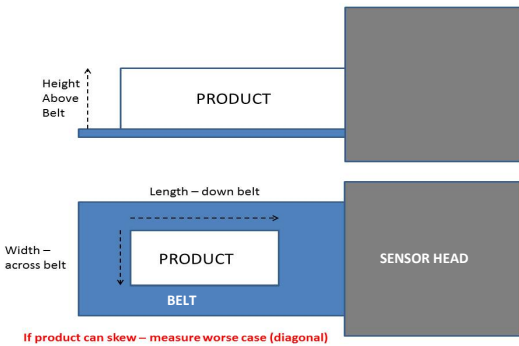 Height
Above
Belt
PRODUCT
Length – down belt
Width –
across belt
PRODUCT
SENSOR HEAD
BELT
If product can skew – measure worse case (diagonal)